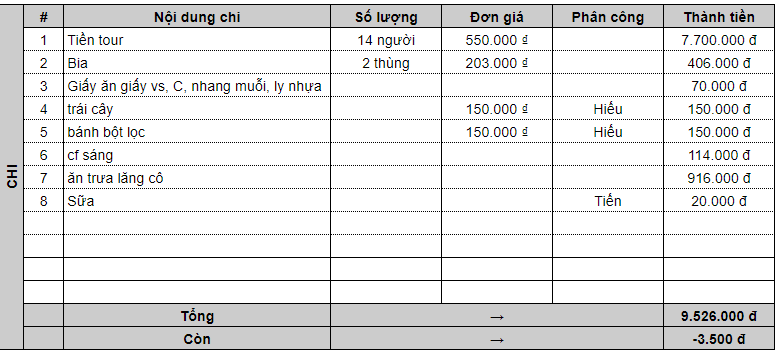 # Nội dung chi Số lượng Đơn giá Phân công Thành tiền
1 Tiền tour 14 người 550.000 ₫ 7.700.000 đ
2 Bia 2 thùng 203.000 ₫ 406.000 đ
3 Giấy ăn giấy vs, C, nhang muỗi, ly nhựa 70.000 đ
4 trái cây 150.000 ₫ Hiếu 150.000 đ
5 bánh bột lọc 150.000 ₫ Hiếu 150.000 đ
6 cf sáng 114.000 đ
7 ăn trưa lăng cô 916.000 đ
8 Sữa Tiến 20.000 đ
CHI
Tổng → 9.526.000 đ
Còn → -3.500 đ